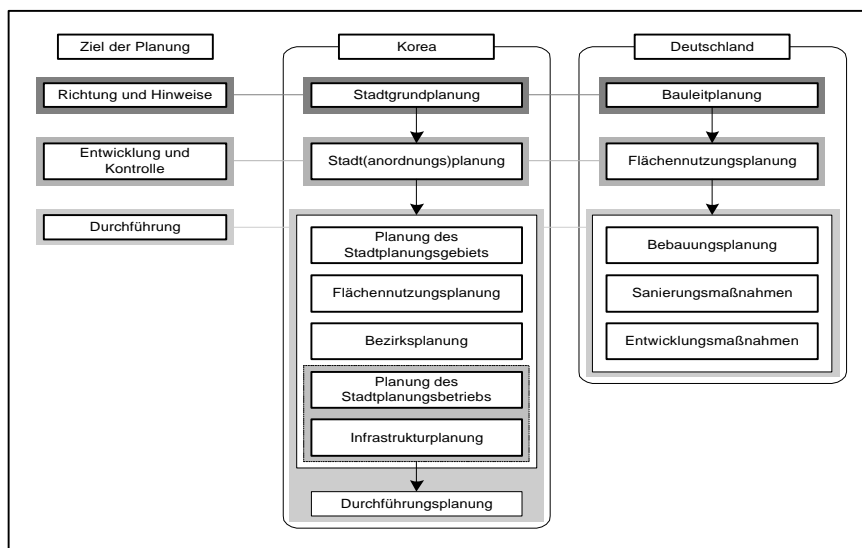 Ziel der Planung
Korea
Deutschland
Richtung und Hinweise
Stadtgrundplanung
Bauleitplanung
Entwicklung und
Kontrolle
Stadt(anordnungs)planung
Flächennutzungsplanung
Durchführung
Planung des
Stadtplanungsgebiets
Flächennutzungsplanung
Bezirksplanung
Planung des
Stadtplanungsbetriebs
Infrastrukturplanung
Durchführungsplanung
Bebauungsplanung
Sanierungsmaßnahmen
Entwicklungsmaßnahmen